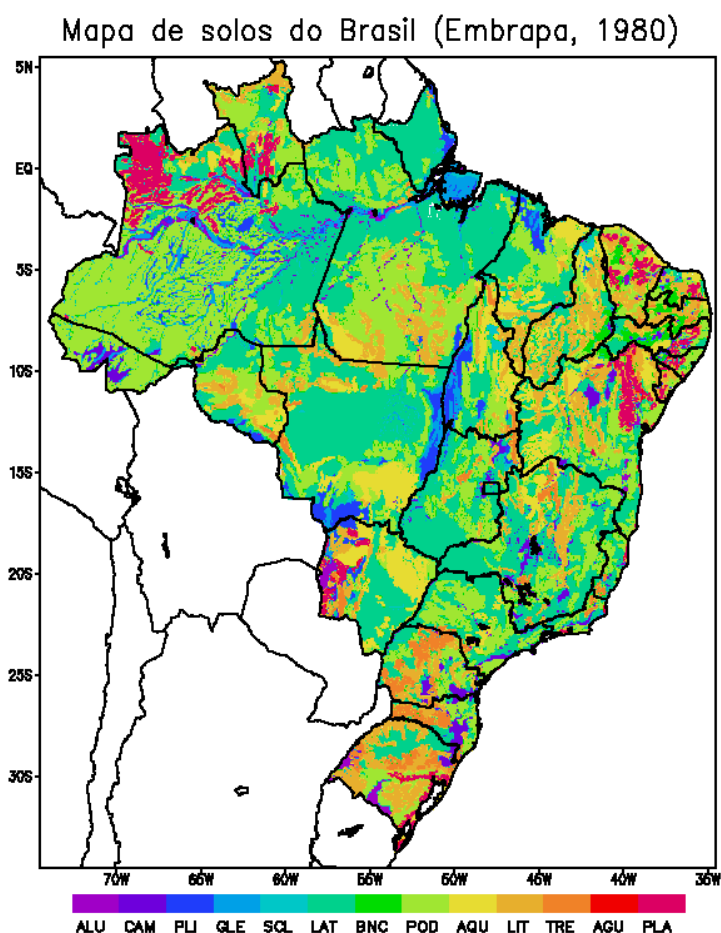 Mapa de solos do Brasil (Embrapa, 1980)
5N
EQ
5S
10S
15S
20S
25S
30S
70W 65W 60W 55W 50W 45W 40W 35W
ALU CAM PLI GLE SCL LAT BNC POD AQU LIT TRE AGU PLA